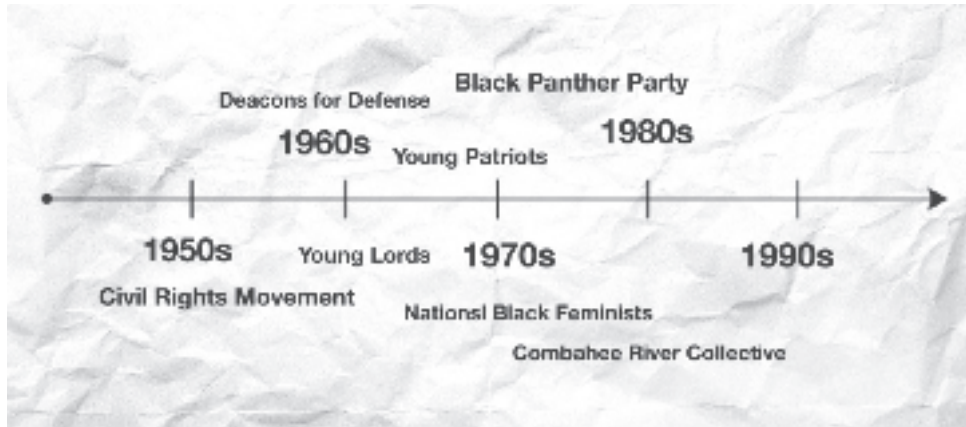 Black Panther Party
Deacons for Defense
1960s
1980s
Young Patriots
1950s
Young Lords
1970s
1990s
Civil Rights Movement
National Black Feminists
Combahee River Collective